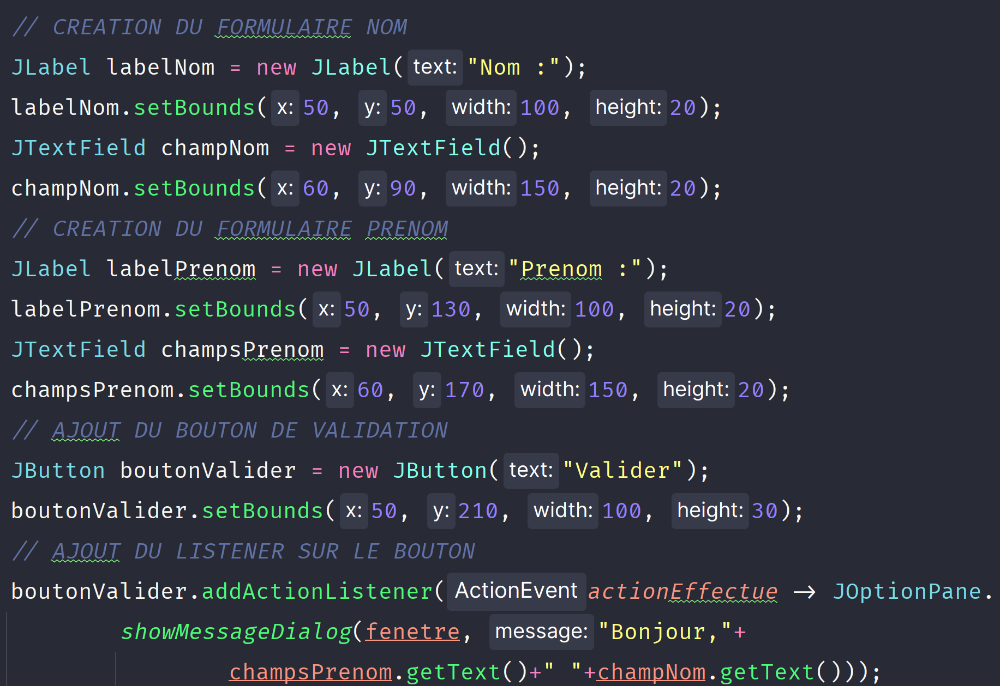 // CREATION DU FORMULAIRE NOM
JLabel labelNom = new JLabel( text: "Nom :");
labelNom.setBounds( x: 50, y: 50, width: 100, height: 20);
JTextField champNom = new JTextField();
champNom.setBounds( x: 60, y: 90, width: 150, height: 20);
// CREATION DU FORMULAIRE PRENOM
JLabel labelPrenom = new JLabel( text: "Prenom :");
labelPrenom.setBounds( x: 50, y: 130, width: 100, height: 20);
JTextField champsPrenom = new JTextField();
champsPrenom.setBounds( x: 60, y: 170, width: 150, height: 20);
// AJOUT DU BOUTON DE VALIDATION
JButton boutonValider = new JButton( text: "Valider");
boutonValider.setBounds( x: 50, y: 210, width: 100, height: 30);
// AJOUT DU LISTENER SUR LE BOUTON
boutonValider.addActionListener( ActionEvent actionEffectue → JOptionPane.
showMessageDialog(fenetre, message: "Bonjour,"+
champsPrenom.getText()+" "+champNom.getText()));